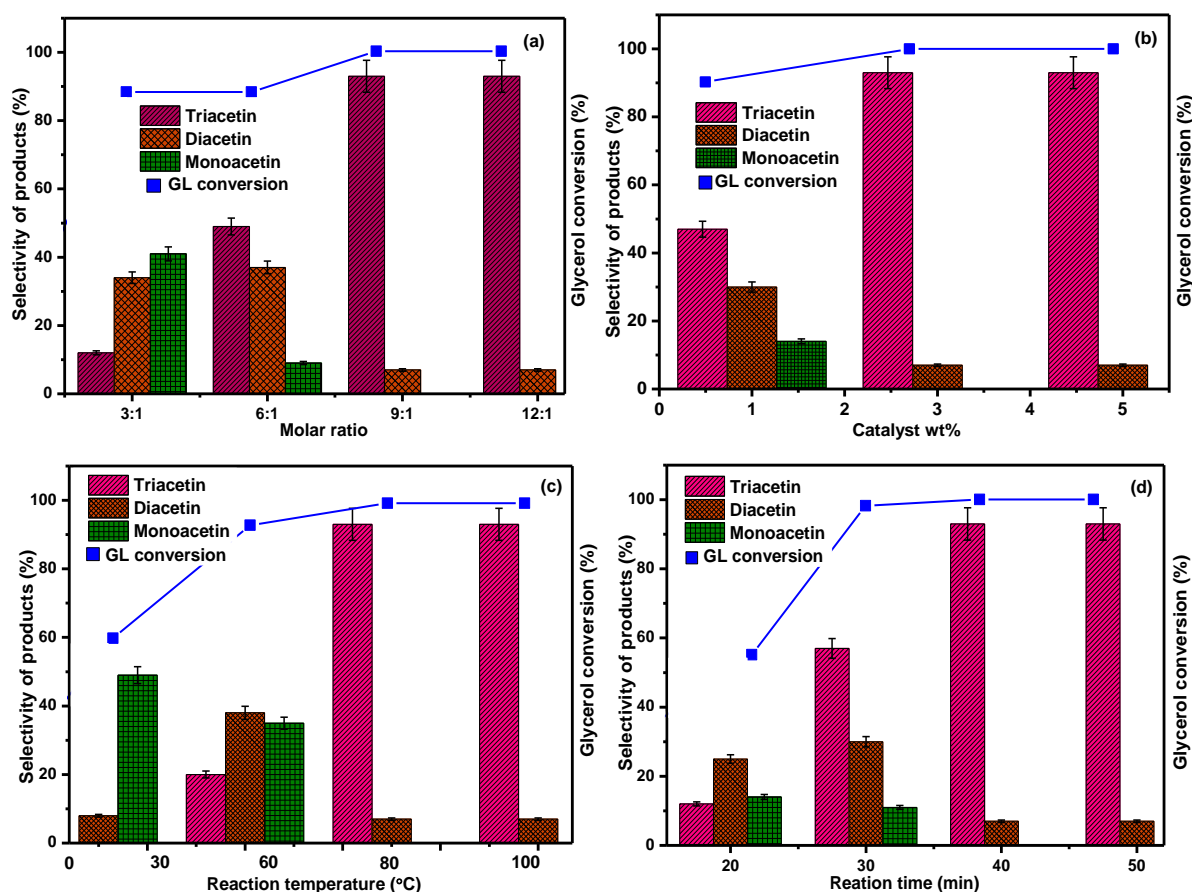 (a)
100
80
60
40
20
0
Selectivity of products (%)
Glycerol conversion (%)
Triacetin
Diacetin
Monoacetin
GL conversion
3:1 6:1 9:1 12:1
Molar ratio
(b)
100
80
60
40
20
0
Selectivity of products (%)
Glycerol conversion (%)
Triacetin
Diacetin
Monoacetin
GL conversion
0 1 2 3 4 5
Catalyst wt%
(c)
100
80
60
40
20
0
Selectivity of products (%)
Glycerol conversion (%)
Triacetin
Diacetin
Monoacetin
GL conversion
0 30 60 80 100
Reaction temperature (°C)
(d)
100
80
60
40
20
0
Selectivity of products (%)
Glycerol conversion (%)
Triacetin
Diacetin
Monoacetin
GL conversion
20 30 40 50
Reation time (min)